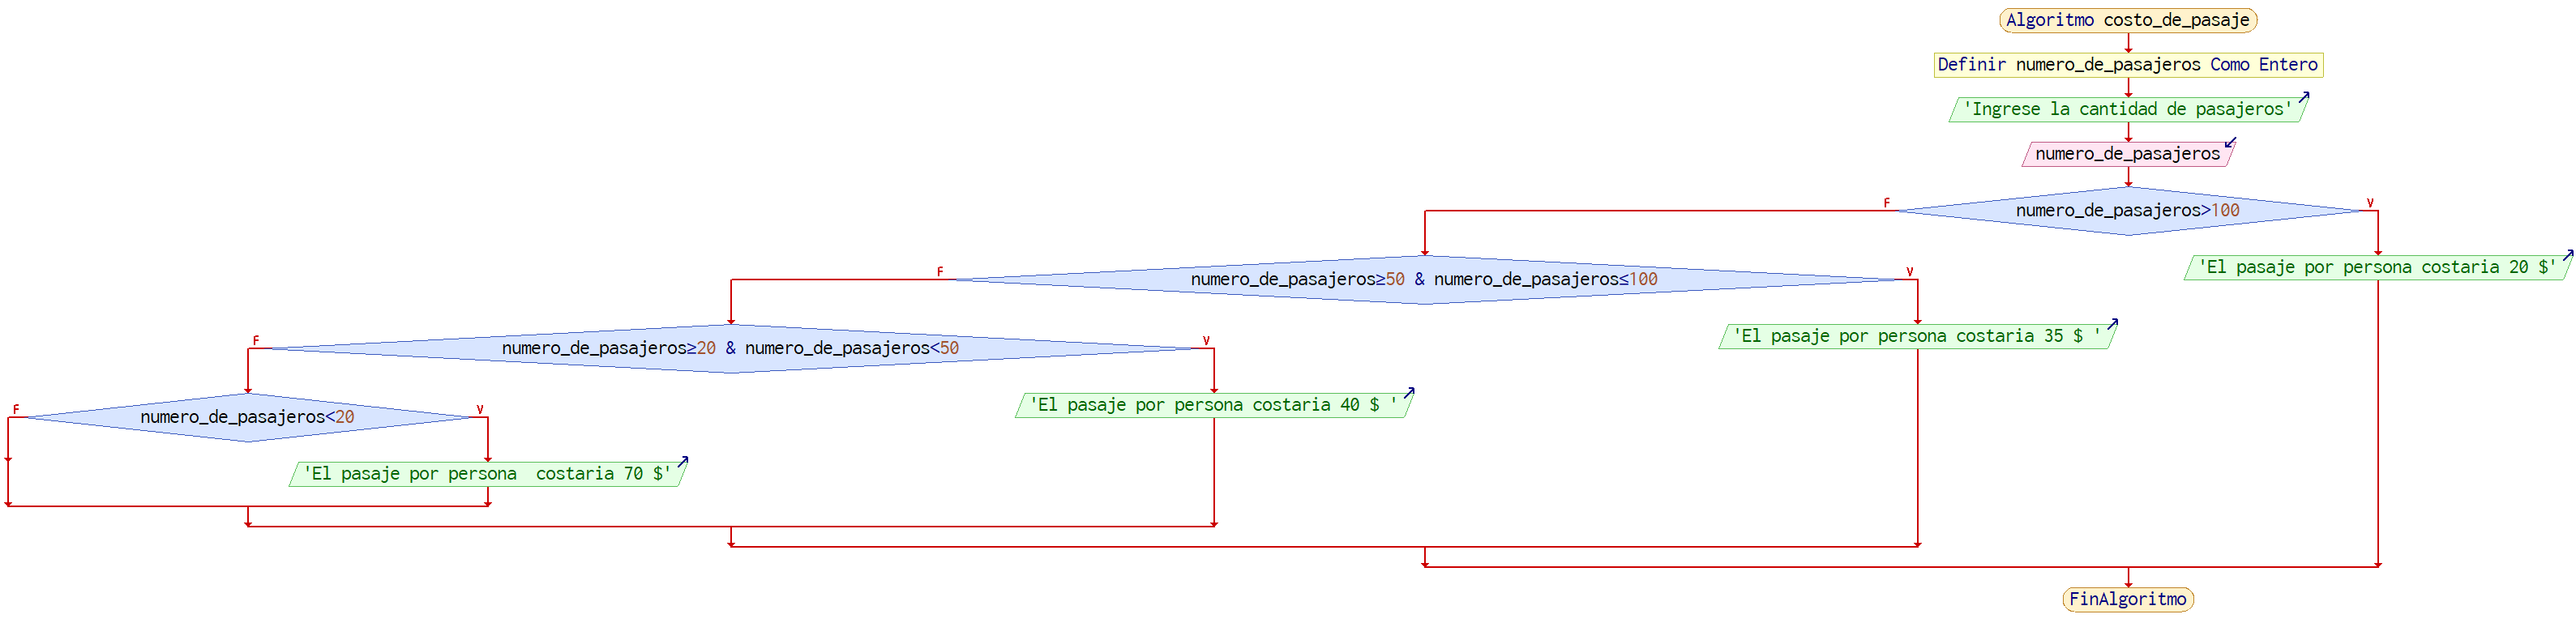 Algoritmo costo_de_pasaje
Definir numero_de_pasajeros Como Entero
'Ingrese la cantidad de pasajeros'
numero_de_pasajeros
F
numero_de_pasajeros>100
V
'El pasaje por persona costaria 20 $'
F
numero_de_pasajeros≥50 & numero_de_pasajeros≤100
V
'El pasaje por persona costaria 35 $ '
F
numero_de_pasajeros≥20 & numero_de_pasajeros<50
V
'El pasaje por persona costaria 40 $ '
F
numero_de_pasajeros<20
V
'El pasaje por persona  costaria 70 $'
FinAlgoritmo